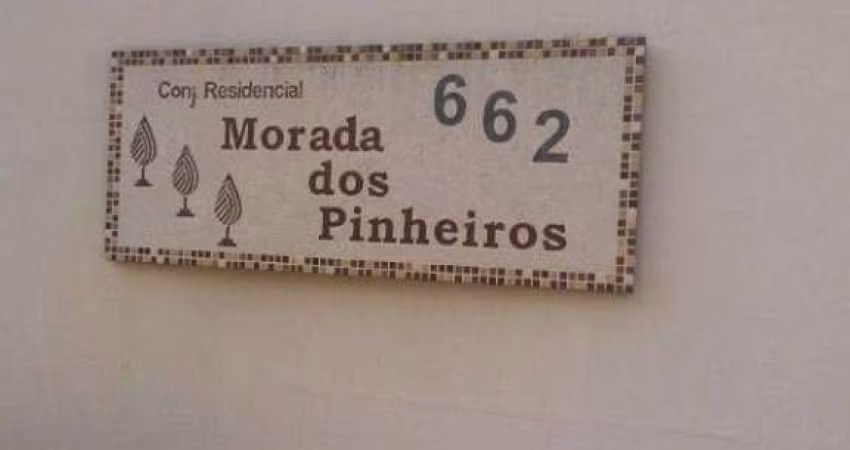 Conj Residencial
662
Morada
dos
Pinheiros